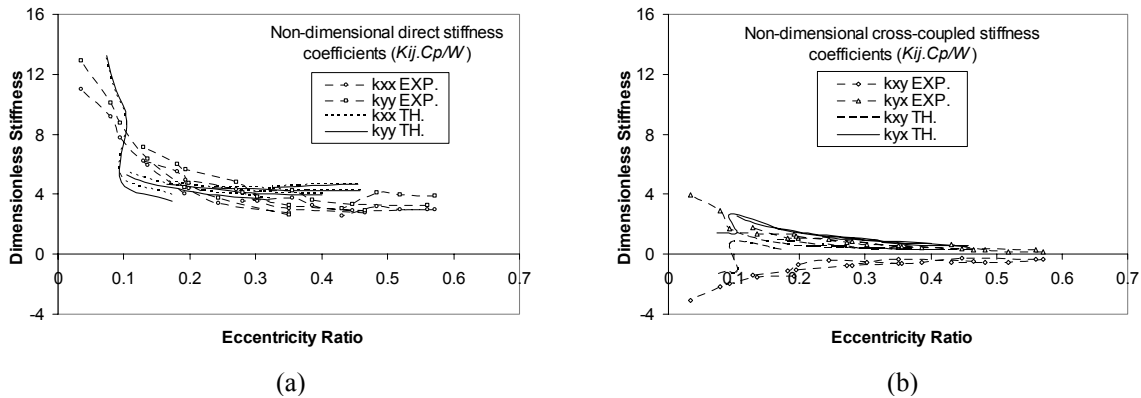 Non-dimensional direct stiffness
coefficients (Kij.Cp/W)
kxx EXP.
kyy EXP.
kxx TH.
kyy TH.
Dimensionless Stiffness
16
12
8
4
0
-4
0
0.1
0.2
0.3
0.4
0.5
0.6
0.7
Eccentricity Ratio
(a)
Non-dimensional cross-coupled stiffness
coefficients (Kij.Cp/W)
kxy EXP.
kyx EXP.
kxy TH.
kyx TH.
Dimensionless Stiffness
16
12
8
4
0
-4
0
0.1
0.2
0.3
0.4
0.5
0.6
0.7
Eccentricity Ratio
(b)